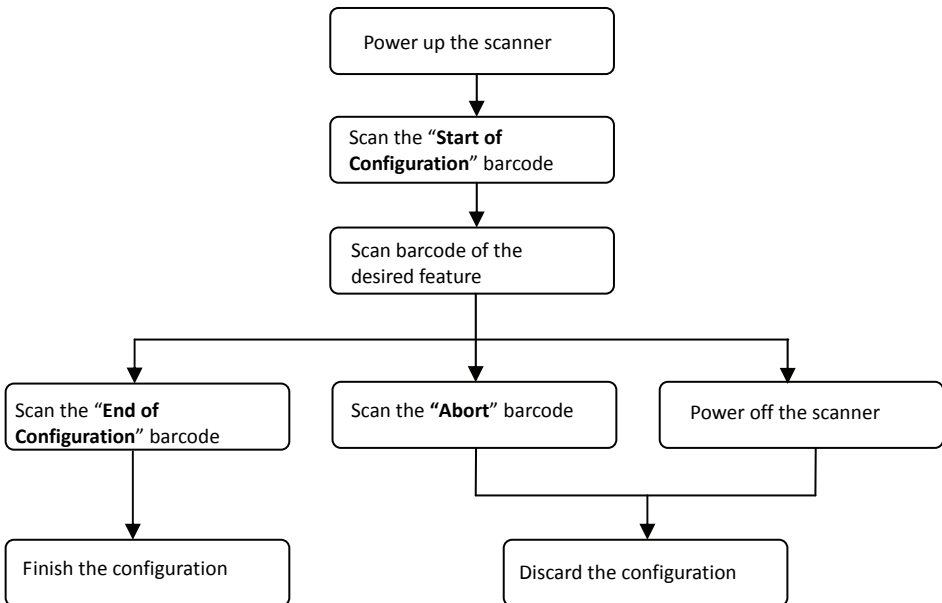 Power up the scanner
Scan the “Start of
Configuration” barcode
Scan barcode of the
desired feature
Scan the “End of
Configuration” barcode
Scan the “Abort” barcode
Power off the scanner
Finish the configuration
Discard the configuration